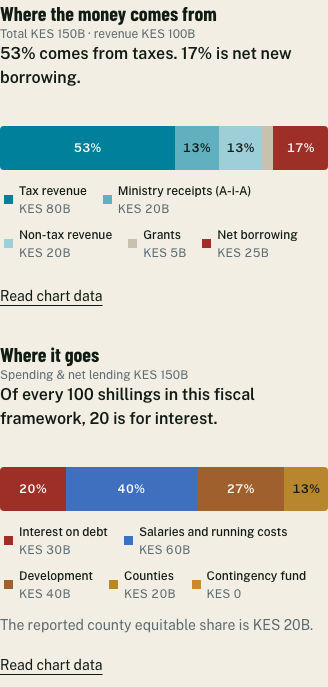 Where the money comes from
Total KES 150B · revenue KES 100B
53% comes from taxes. 17% is net new
borrowing.
53% 13% 13% 17%
Tax revenue Ministry receipts (A-i-A)
KES 80B KES 20B
Non-tax revenue Grants Net borrowing
KES 20B KES 5B KES 25B
Read chart data
Where it goes
Spending & net lending KES 150B
Of every 100 shillings in this fiscal
framework, 20 is for interest.
20% 40% 27% 13%
Interest on debt Salaries and running costs
KES 30B KES 60B
Development Counties Contingency fund
KES 40B KES 20B KES 0
The reported county equitable share is KES 20B.
Read chart data